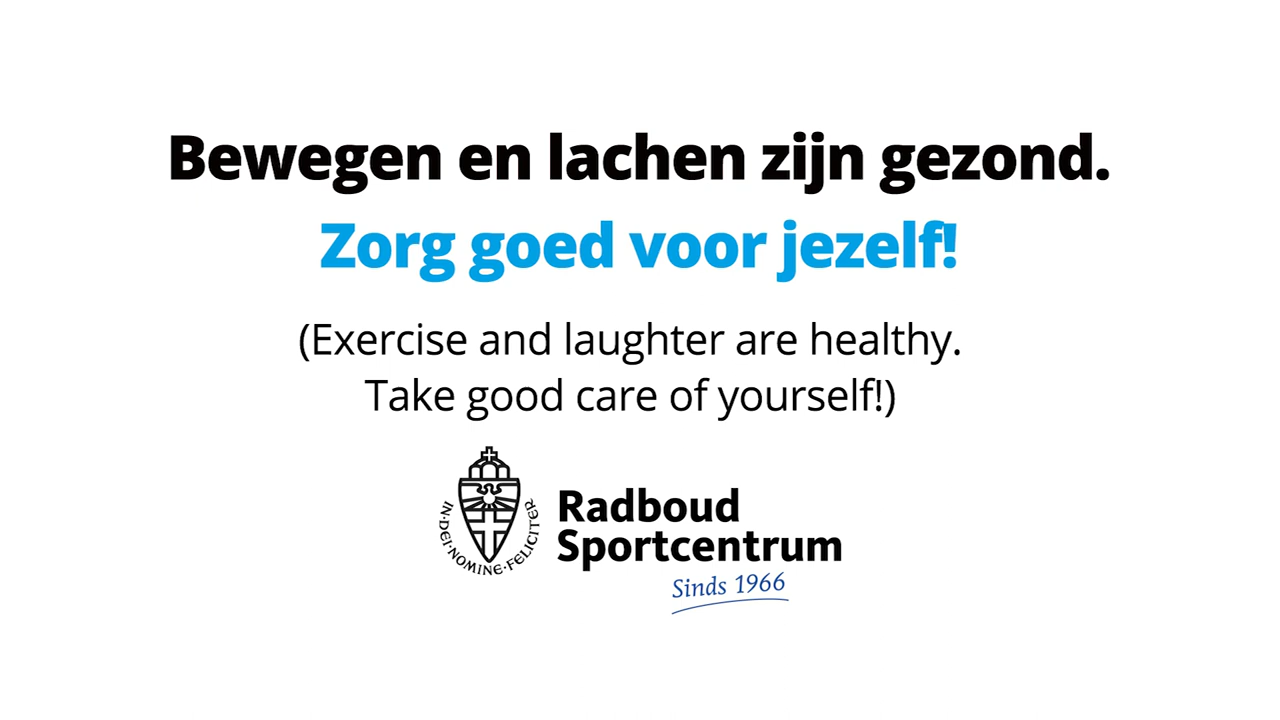 Bewegen en lachen zijn gezond.
Zorg goed voor jezelf!
(Exercise and laughter are healthy.
Take good care of yourself!)
IN·DEI·NOMINE·FELICITER
Radboud
Sportcentrum
Sinds 1966